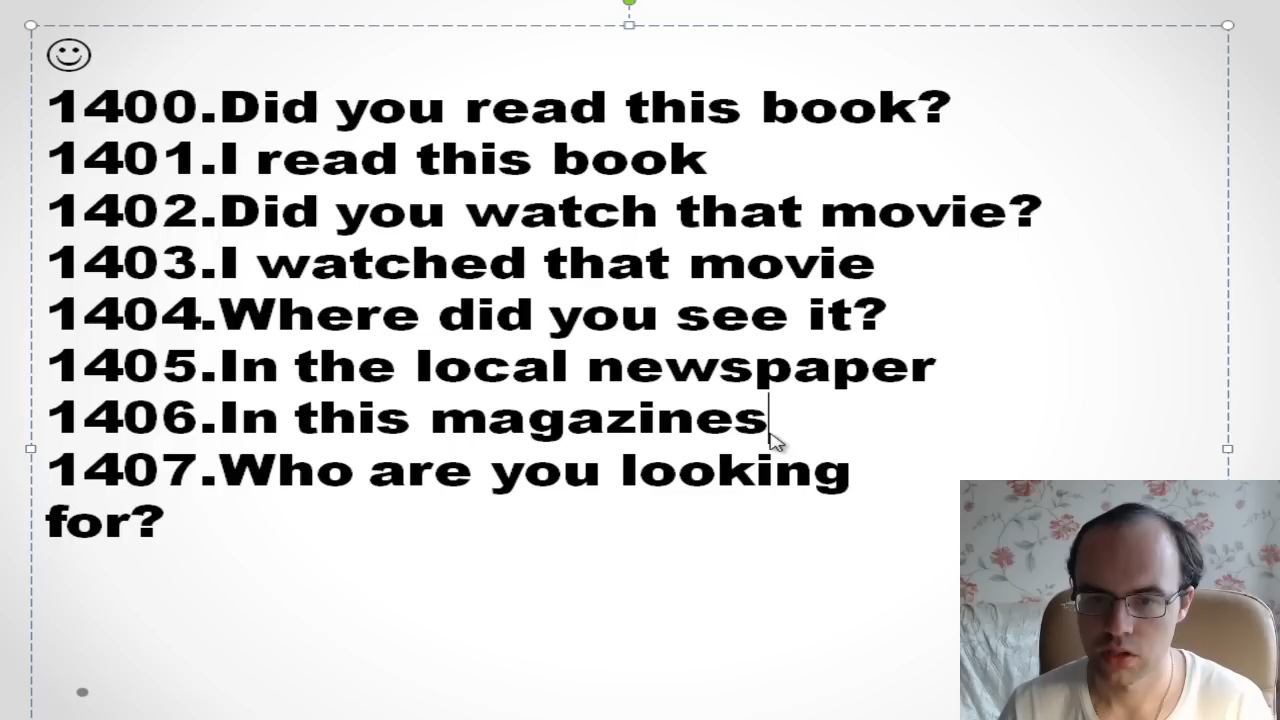 1400.Did you read this book?
1401.I read this book
1402.Did you watch that movie?
1403.I watched that movie
1404.Where did you see it?
1405.In the local newspaper
1406.In this magazines
1407.Who are you looking
for?